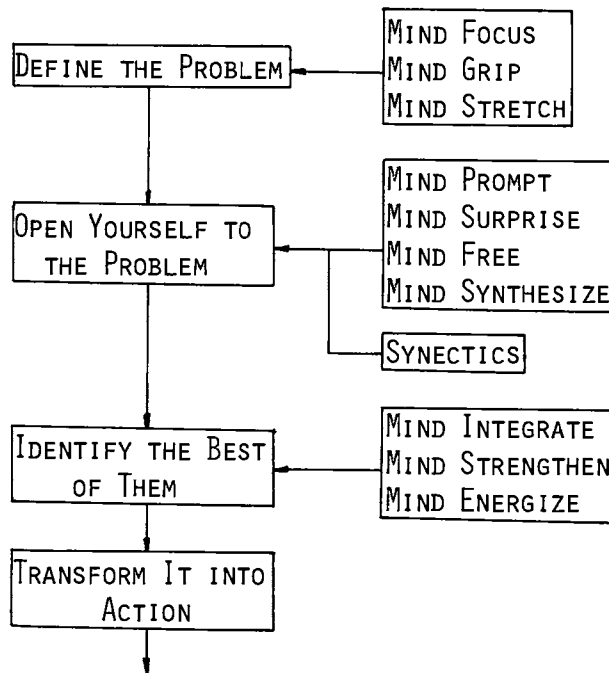 Mind Focus
Mind Grip
Mind Stretch
Define the Problem
Mind Prompt
Mind Surprise
Mind Free
Mind Synthesize
Open Yourself to
the Problem
Synectics
Mind Integrate
Mind Strengthen
Mind Energize
Identify the Best
of Them
Transform It into
Action